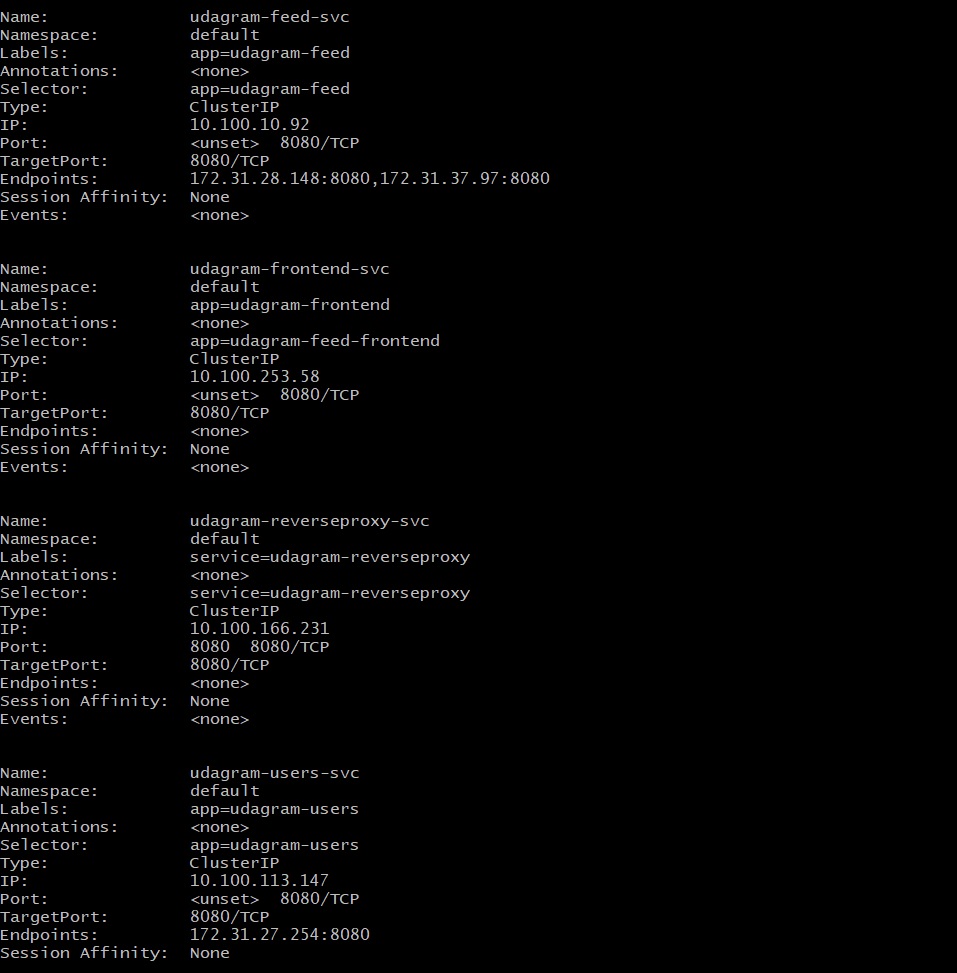 Name:              udagram-feed-svc
Namespace:         default
Labels:            app=udagram-feed
Annotations:       <none>
Selector:          app=udagram-feed
Type:              ClusterIP
IP:                10.100.10.92
Port:              <unset>  8080/TCP
TargetPort:        8080/TCP
Endpoints:         172.31.28.148:8080,172.31.37.97:8080
Session Affinity:  None
Events:            <none>
Name:              udagram-frontend-svc
Namespace:         default
Labels:            app=udagram-frontend
Annotations:       <none>
Selector:          app=udagram-feed-frontend
Type:              ClusterIP
IP:                10.100.253.58
Port:              <unset>  8080/TCP
TargetPort:        8080/TCP
Endpoints:         <none>
Session Affinity:  None
Events:            <none>
Name:              udagram-reverseproxy-svc
Namespace:         default
Labels:            service=udagram-reverseproxy
Annotations:       <none>
Selector:          service=udagram-reverseproxy
Type:              ClusterIP
IP:                10.100.166.231
Port:              8080  8080/TCP
TargetPort:        8080/TCP
Endpoints:         <none>
Session Affinity:  None
Events:            <none>
Name:              udagram-users-svc
Namespace:         default
Labels:            app=udagram-users
Annotations:       <none>
Selector:          app=udagram-users
Type:              ClusterIP
IP:                10.100.113.147
Port:              <unset>  8080/TCP
TargetPort:        8080/TCP
Endpoints:         172.31.27.254:8080
Session Affinity:  None